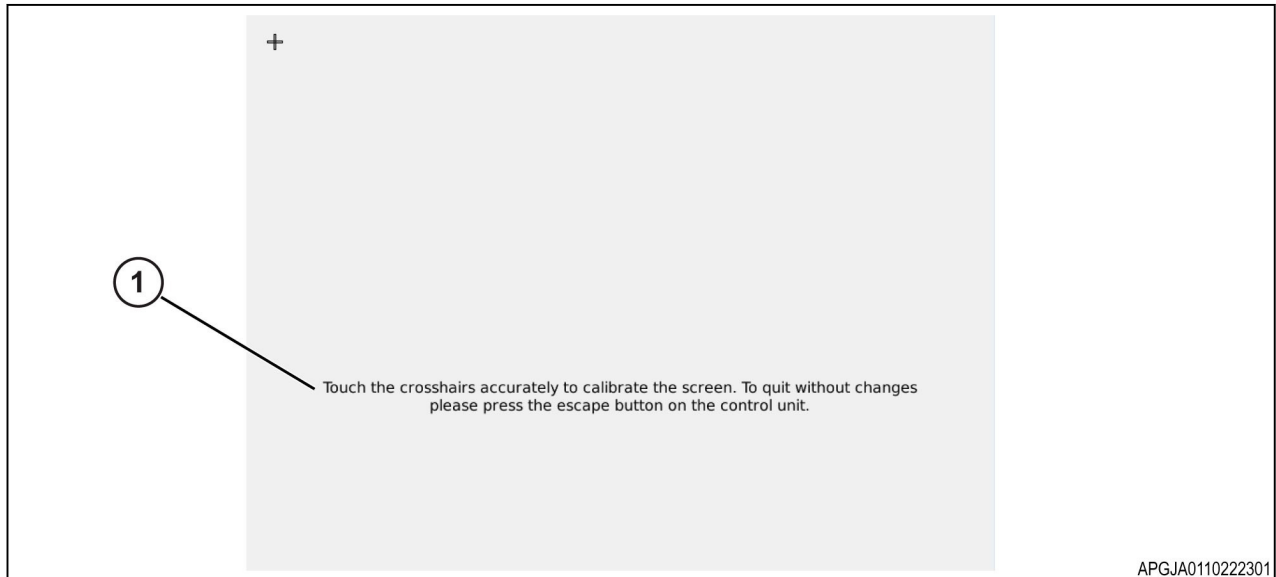 1
Touch the crosshairs accurately to calibrate the screen. To quit without changes
please press the escape button on the control unit.
APGJA0110222301